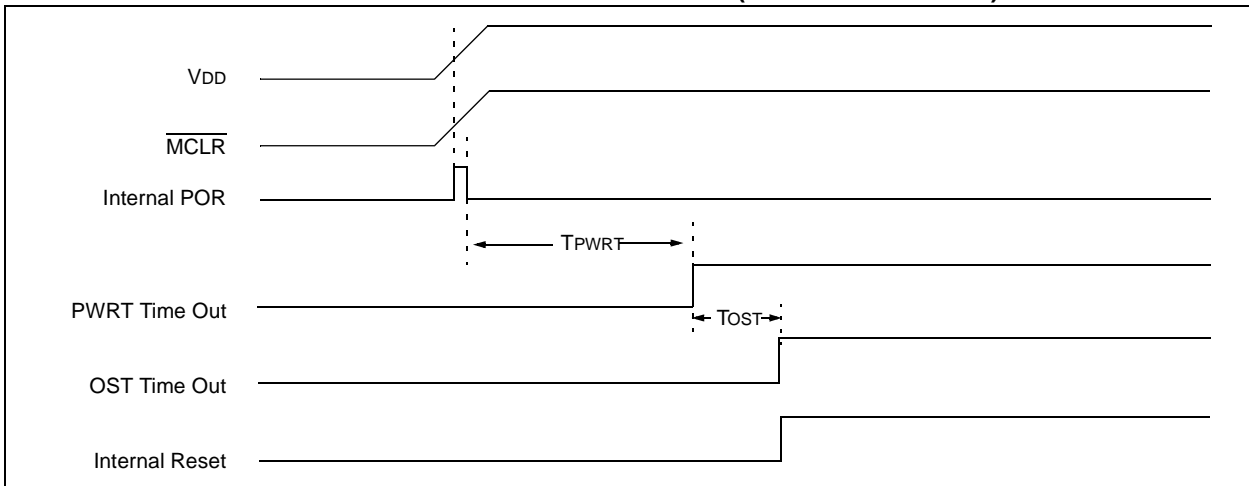 VDD
MCLR
Internal POR
TPWRT
PWRT Time Out
TOST
OST Time Out
Internal Reset